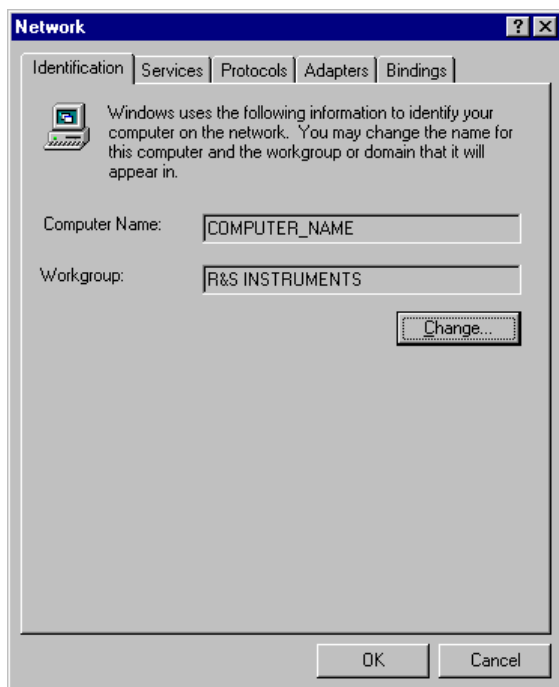 Network
Identification Services Protocols Adapters Bindings
Windows uses the following information to identify your
computer on the network. You may change the name for
this computer and the workgroup or domain that it will
appear in.
Computer Name: COMPUTER_NAME
Workgroup: R&S INSTRUMENTS
Change...
OK Cancel